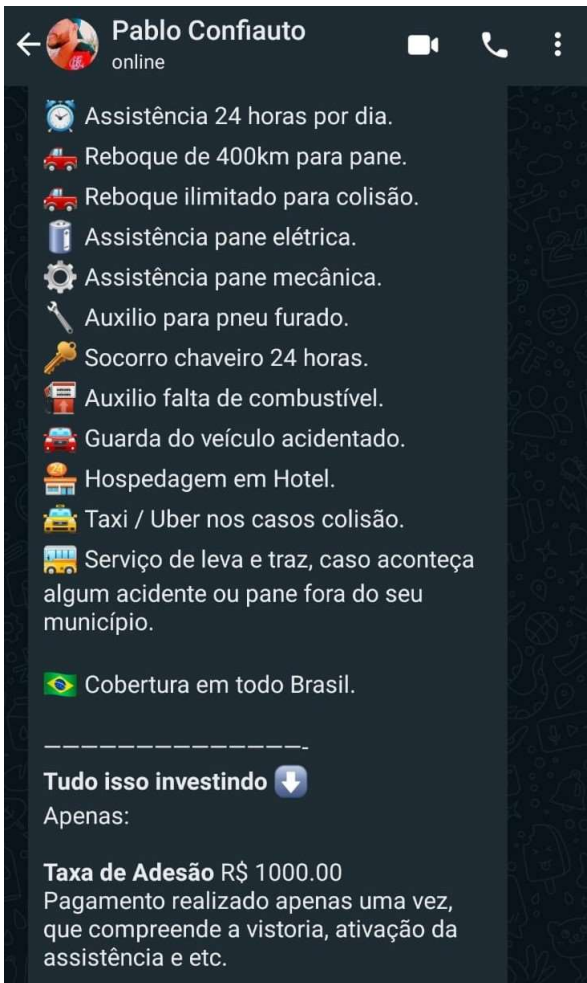 Pablo Confiauto
online
Assistência 24 horas por dia.
Reboque de 400km para pane.
Reboque ilimitado para colisão.
Assistência pane elétrica.
Assistência pane mecânica.
Auxilio para pneu furado.
Socorro chaveiro 24 horas.
Auxilio falta de combustível.
Guarda do veículo acidentado.
Hospedagem em Hotel.
Taxi / Uber nos casos colisão.
Serviço de leva e traz, caso aconteça
algum acidente ou pane fora do seu
município.
Cobertura em todo Brasil.
——————————————-
Tudo isso investindo ⬇️
Apenas:
Taxa de Adesão R$ 1000.00
Pagamento realizado apenas uma vez,
que compreende a vistoria, ativação da
assistência e etc.